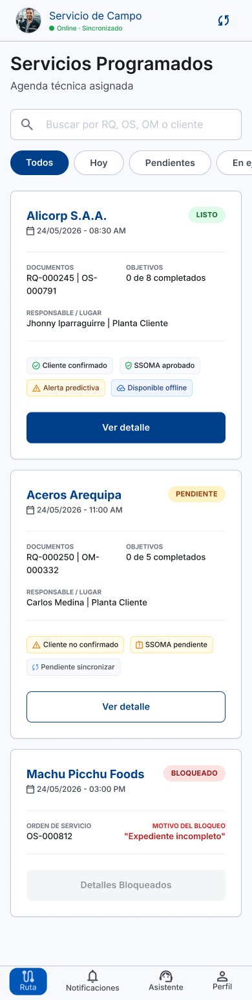 Servicio de Campo
Online · Sincronizado
Servicios Programados
Agenda técnica asignada
Buscar por RQ, OS, OM o cliente
Todos
Hoy
Pendientes
En ej
Alicorp S.A.A.
LISTO
24/05/2026 - 08:30 AM
DOCUMENTOS
RQ-000245 | OS-
000791
OBJETIVOS
0 de 8 completados
RESPONSABLE / LUGAR
Jhonny Iparraguirre | Planta Cliente
Cliente confirmado
SSOMA aprobado
Alerta predictiva
Disponible offline
Ver detalle
Aceros Arequipa
PENDIENTE
24/05/2026 - 11:00 AM
DOCUMENTOS
RQ-000250 | OM-
000332
OBJETIVOS
0 de 5 completados
RESPONSABLE / LUGAR
Carlos Medina | Planta Cliente
Cliente no confirmado
SSOMA pendiente
Pendiente sincronizar
Ver detalle
Machu Picchu Foods
BLOQUEADO
24/05/2026 - 03:00 PM
ORDEN DE SERVICIO
OS-000812
MOTIVO DEL BLOQUEO
"Expediente incompleto"
Detalles Bloqueados
Ruta
Notificaciones
Asistente
Perfil